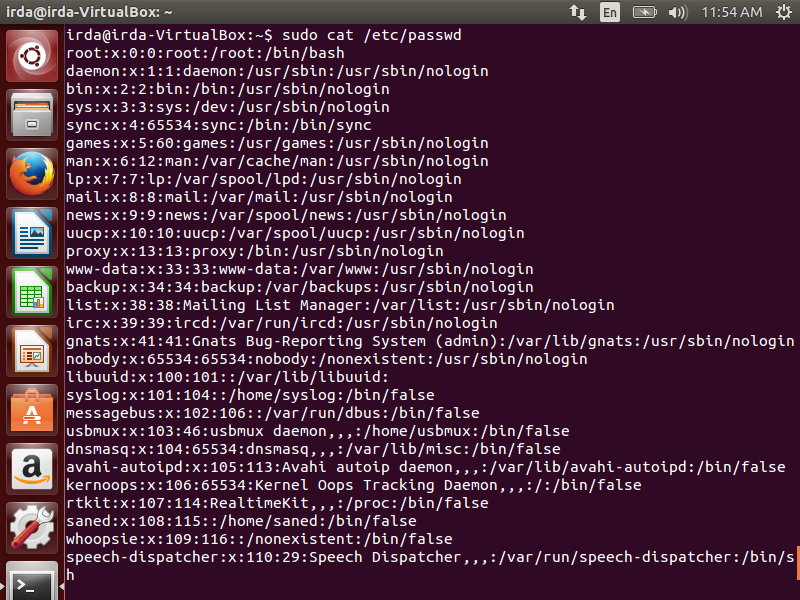 irda@irda-VirtualBox: ~
En
11:54 AM
irda@irda-VirtualBox:~$ sudo cat /etc/passwd
root:x:0:0:root:/root:/bin/bash
daemon:x:1:1:daemon:/usr/sbin:/usr/sbin/nologin
bin:x:2:2:bin:/bin:/usr/sbin/nologin
sys:x:3:3:sys:/dev:/usr/sbin/nologin
sync:x:4:65534:sync:/bin:/bin/sync
games:x:5:60:games:/usr/games:/usr/sbin/nologin
man:x:6:12:man:/var/cache/man:/usr/sbin/nologin
lp:x:7:7:lp:/var/spool/lpd:/usr/sbin/nologin
mail:x:8:8:mail:/var/mail:/usr/sbin/nologin
news:x:9:9:news:/var/spool/news:/usr/sbin/nologin
uucp:x:10:10:uucp:/var/spool/uucp:/usr/sbin/nologin
proxy:x:13:13:proxy:/bin:/usr/sbin/nologin
www-data:x:33:33:www-data:/var/www:/usr/sbin/nologin
backup:x:34:34:backup:/var/backups:/usr/sbin/nologin
list:x:38:38:Mailing List Manager:/var/list:/usr/sbin/nologin
irc:x:39:39:ircd:/var/run/ircd:/usr/sbin/nologin
gnats:x:41:41:Gnats Bug-Reporting System (admin):/var/lib/gnats:/usr/sbin/nologin
nobody:x:65534:65534:nobody:/nonexistent:/usr/sbin/nologin
libuuid:x:100:101::/var/lib/libuuid:
syslog:x:101:104::/home/syslog:/bin/false
messagebus:x:102:106::/var/run/dbus:/bin/false
usbmux:x:103:46:usbmux daemon,,,:/home/usbmux:/bin/false
dnsmasq:x:104:65534:dnsmasq,,,:/var/lib/misc:/bin/false
avahi-autoipd:x:105:113:Avahi autoip daemon,,,:/var/lib/avahi-autoipd:/bin/false
kernoops:x:106:65534:Kernel Oops Tracking Daemon,,,:/:/bin/false
rtkit:x:107:114:RealtimeKit,,,:/proc:/bin/false
saned:x:108:115::/home/saned:/bin/false
whoopsie:x:109:116::/nonexistent:/bin/false
speech-dispatcher:x:110:29:Speech Dispatcher,,,:/var/run/speech-dispatcher:/bin/s
h